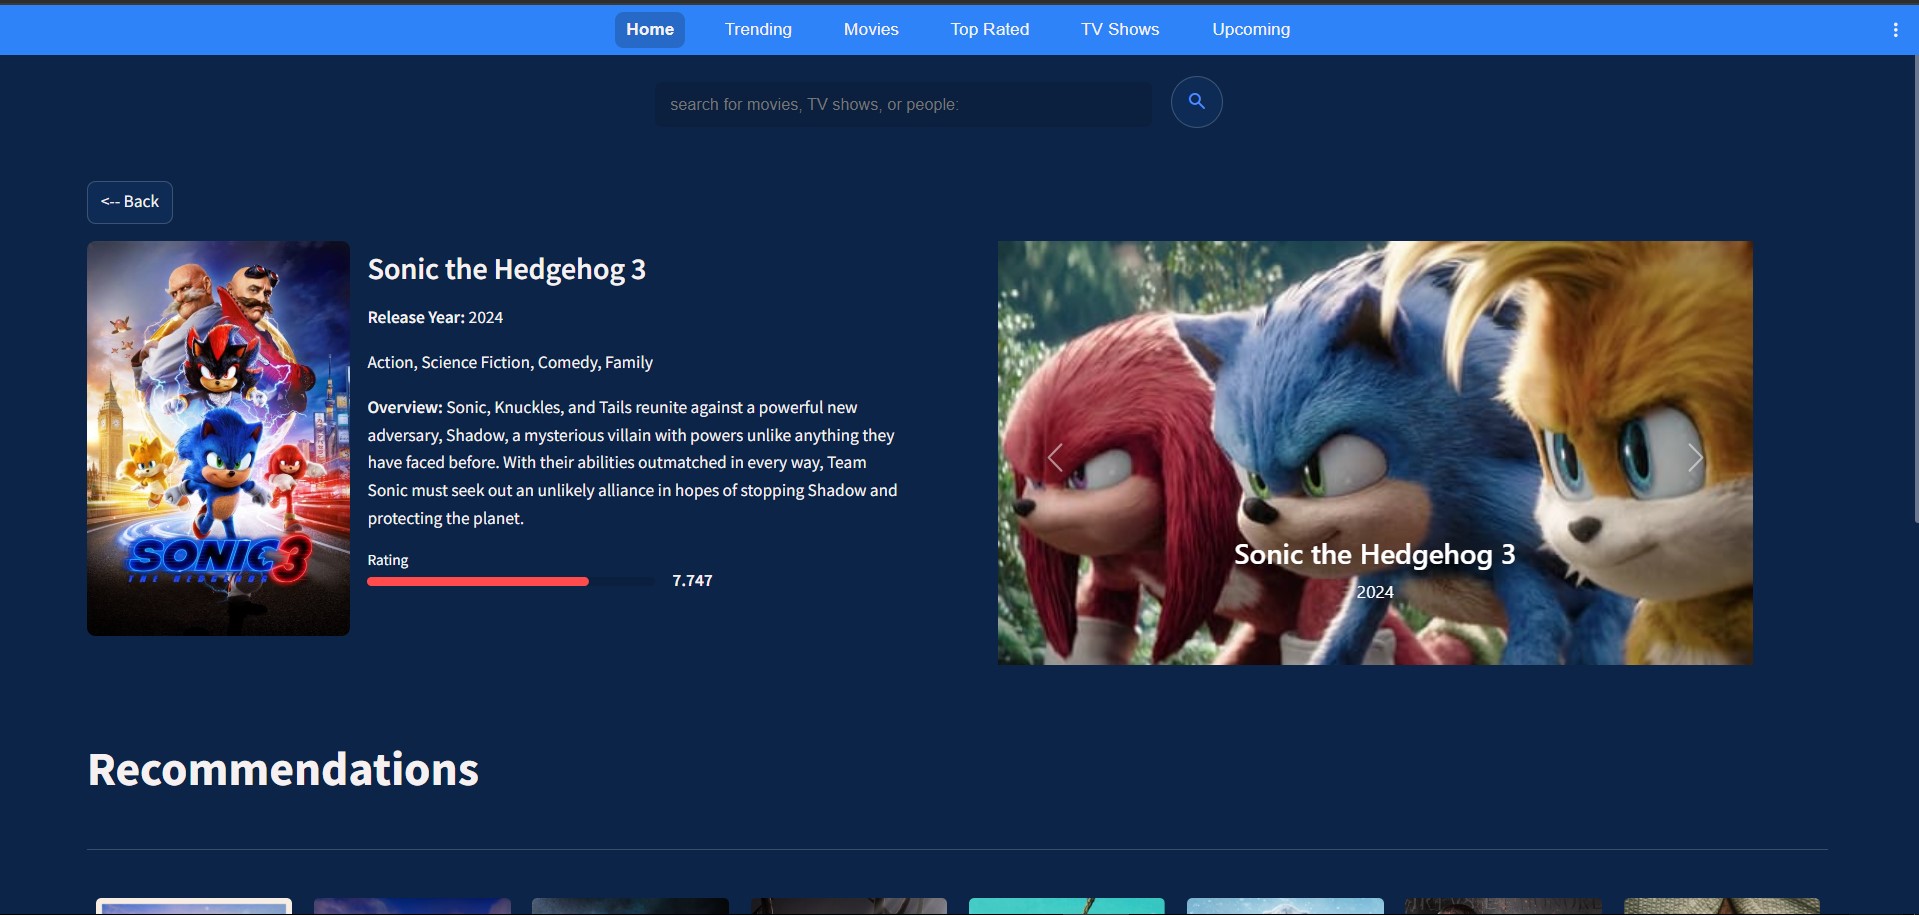 Home Trending Movies Top Rated TV Shows Upcoming
search for movies, TV shows, or people:
<-- Back
SONIC 3
THE HEDGEHOG
Sonic the Hedgehog 3
Release Year: 2024
Action, Science Fiction, Comedy, Family
Overview: Sonic, Knuckles, and Tails reunite against a powerful new
adversary, Shadow, a mysterious villain with powers unlike anything they
have faced before. With their abilities outmatched in every way, Team
Sonic must seek out an unlikely alliance in hopes of stopping Shadow and
protecting the planet.
Rating
7.747
Sonic the Hedgehog 3
2024
Recommendations